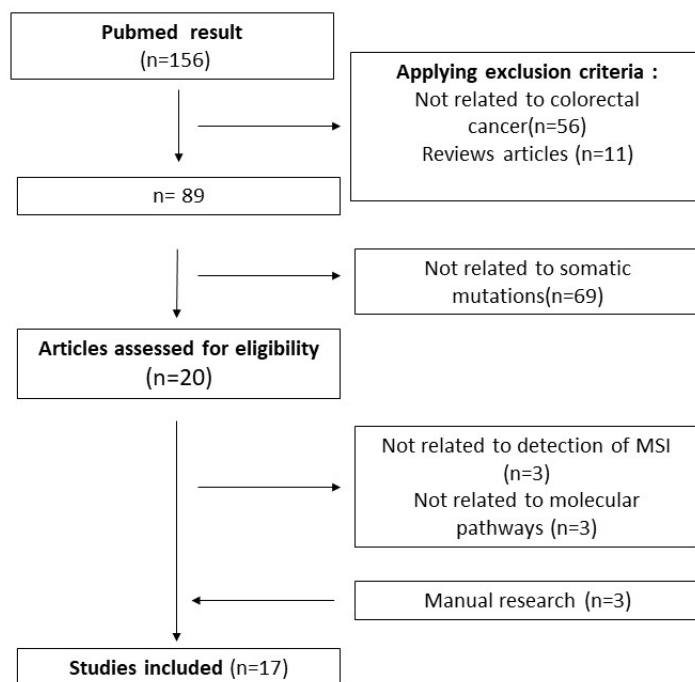 Pubmed result
(n=156)
Applying exclusion criteria :
Not related to colorectal
cancer(n=56)
Reviews articles (n=11)
n= 89
Not related to somatic
mutations(n=69)
Articles assessed for eligibility
(n=20)
Not related to detection of MSI
(n=3)
Not related to molecular
pathways (n=3)
Manual research (n=3)
Studies included (n=17)